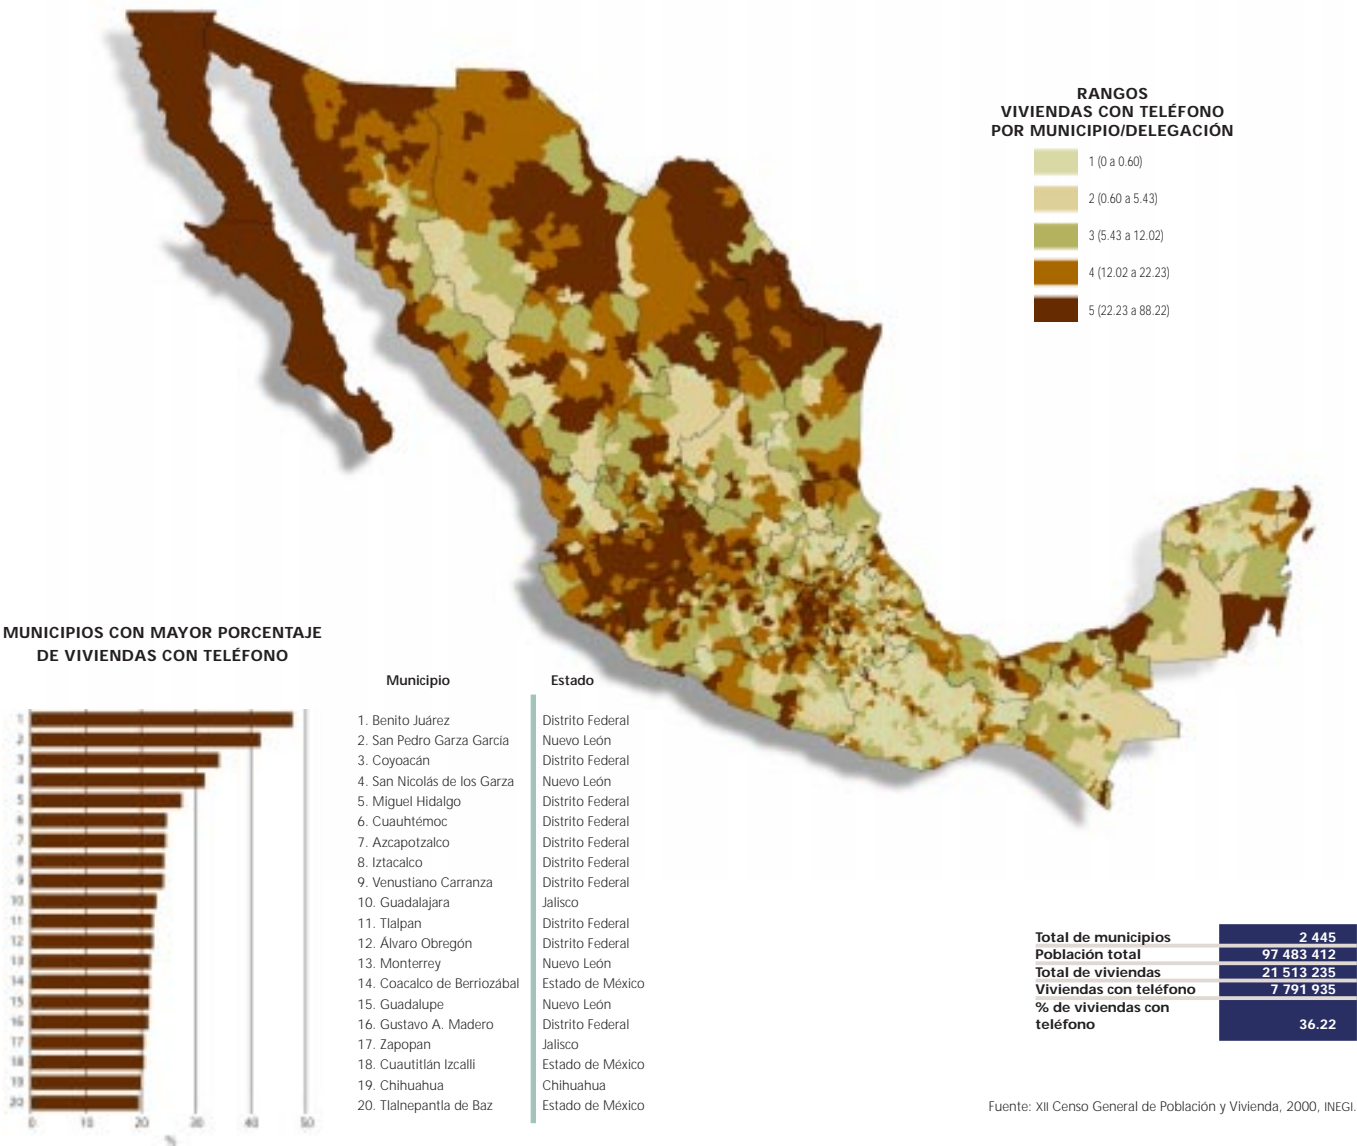 RANGOS
VIVIENDAS CON TELÉFONO
POR MUNICIPIO/DELEGACIÓN
1 (0 a 0.60)
2 (0.60 a 5.43)
3 (5.43 a 12.02)
4 (12.02 a 22.23)
5 (22.23 a 88.22)
MUNICIPIOS CON MAYOR PORCENTAJE
DE VIVIENDAS CON TELÉFONO
1
2
3
4
5
6
7
8
9
10
11
12
13
14
15
16
17
18
19
20
0 10 20 30 40 50
%
Municipio Estado
1. Benito Juárez Distrito Federal
2. San Pedro Garza García Nuevo León
3. Coyoacán Distrito Federal
4. San Nicolás de los Garza Nuevo León
5. Miguel Hidalgo Distrito Federal
6. Cuauhtémoc Distrito Federal
7. Azcapotzalco Distrito Federal
8. Iztacalco Distrito Federal
9. Venustiano Carranza Distrito Federal
10. Guadalajara Jalisco
11. Tlalpan Distrito Federal
12. Álvaro Obregón Distrito Federal
13. Monterrey Nuevo León
14. Coacalco de Berriozábal Estado de México
15. Guadalupe Nuevo León
16. Gustavo A. Madero Distrito Federal
17. Zapopan Jalisco
18. Cuautitlán Izcalli Estado de México
19. Chihuahua Chihuahua
20. Tlalnepantla de Baz Estado de México
Total de municipios 2 445
Población total 97 483 412
Total de viviendas 21 513 235
Viviendas con teléfono 7 791 935
% de viviendas con
teléfono 36.22
Fuente: XII Censo General de Población y Vivienda, 2000, INEGI.